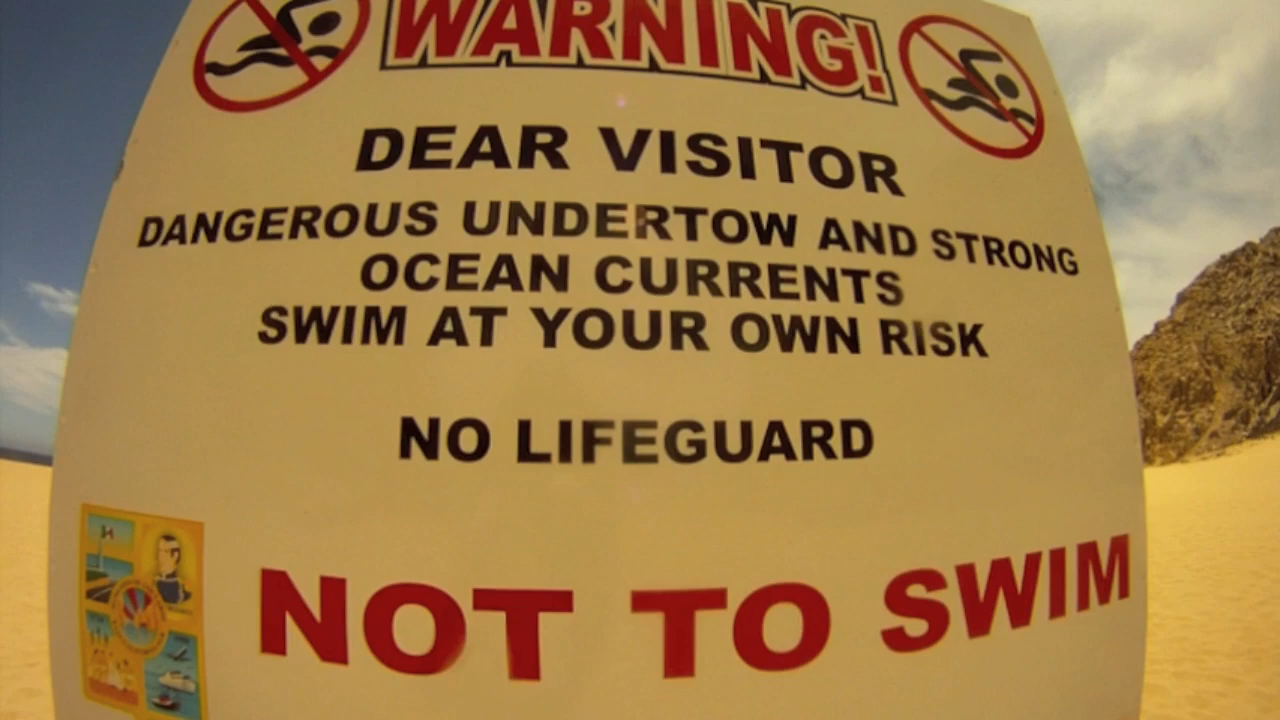 WARNING!
DEAR VISITOR
DANGEROUS UNDERTOW AND STRONG
OCEAN CURRENTS
SWIM AT YOUR OWN RISK
NO LIFEGUARD
NOT TO SWIM